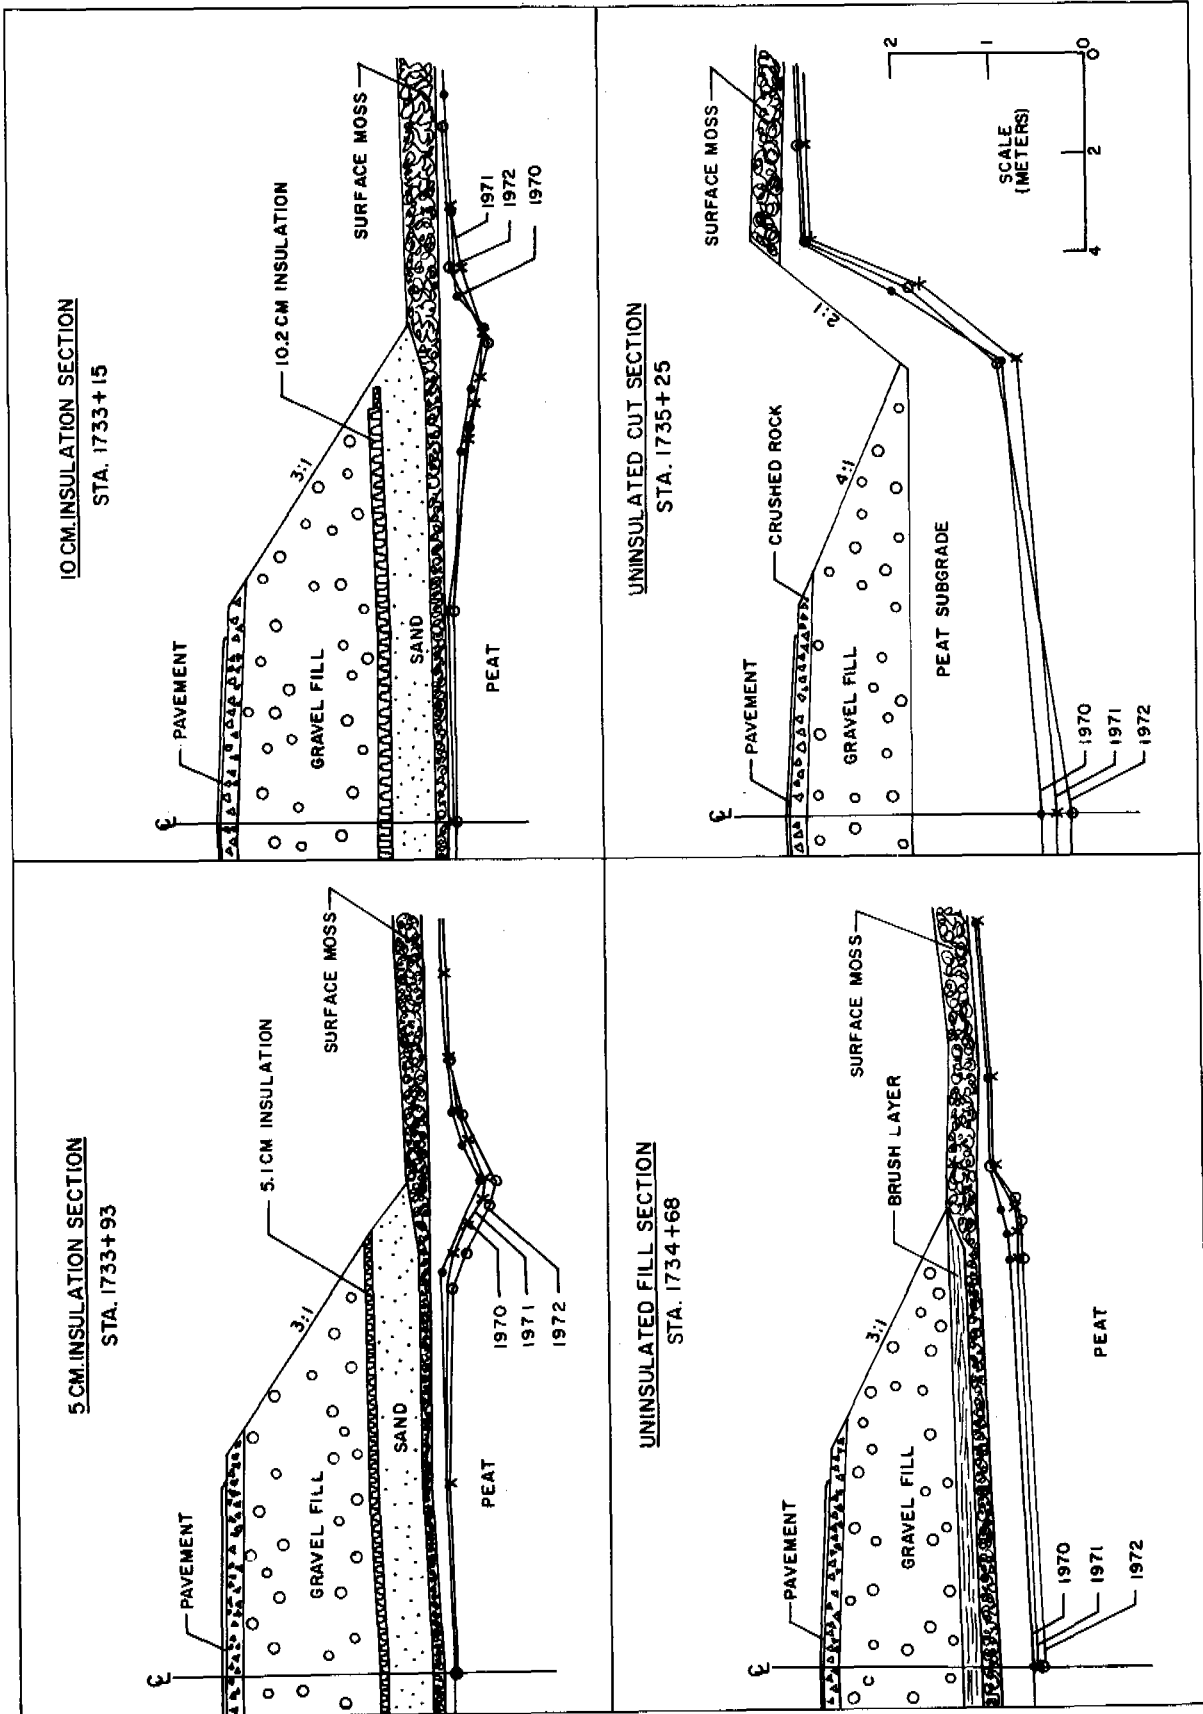 5 CM. INSULATION SECTION
STA. 1733+93
℄
PAVEMENT
GRAVEL FILL
3:1
5.1 CM INSULATION
SURFACE MOSS
SAND
PEAT
1970
1971
1972
10 CM. INSULATION SECTION
STA. 1733+15
℄
PAVEMENT
GRAVEL FILL
3:1
10.2 CM INSULATION
SURFACE MOSS
SAND
PEAT
1971
1972
1970
UNINSULATED FILL SECTION
STA. 1734+68
℄
PAVEMENT
GRAVEL FILL
3:1
BRUSH LAYER
SURFACE MOSS
1970
1971
1972
PEAT
UNINSULATED CUT SECTION
STA. 1735+25
℄
PAVEMENT
GRAVEL FILL
CRUSHED ROCK
4:1
2:1
SURFACE MOSS
PEAT SUBGRADE
1970
1971
1972
SCALE
(METERS)
2
1
0
4
2
0